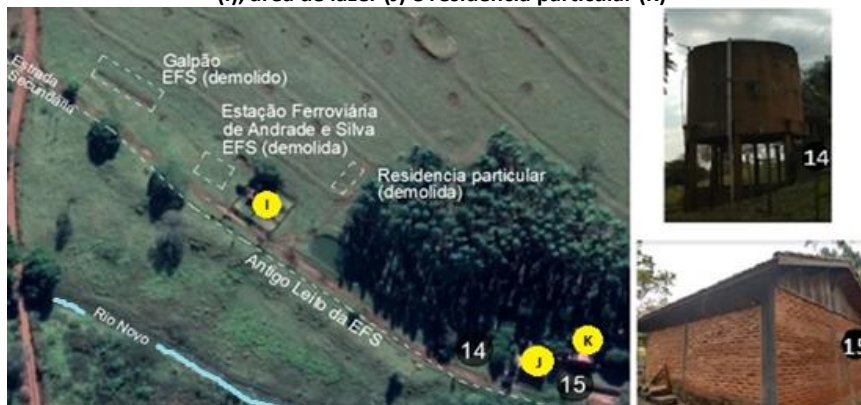 (I), área de lazer (J) e residência particular (K)
Galpão
EFS (demolido)
Estrada
Secundária
Estação Ferroviária
de Andrade e Silva
EFS (demolida)
Residencia particular
(demolida)
I
Antigo Leito da EFS
Rio Novo
14
J
K
15
14
15